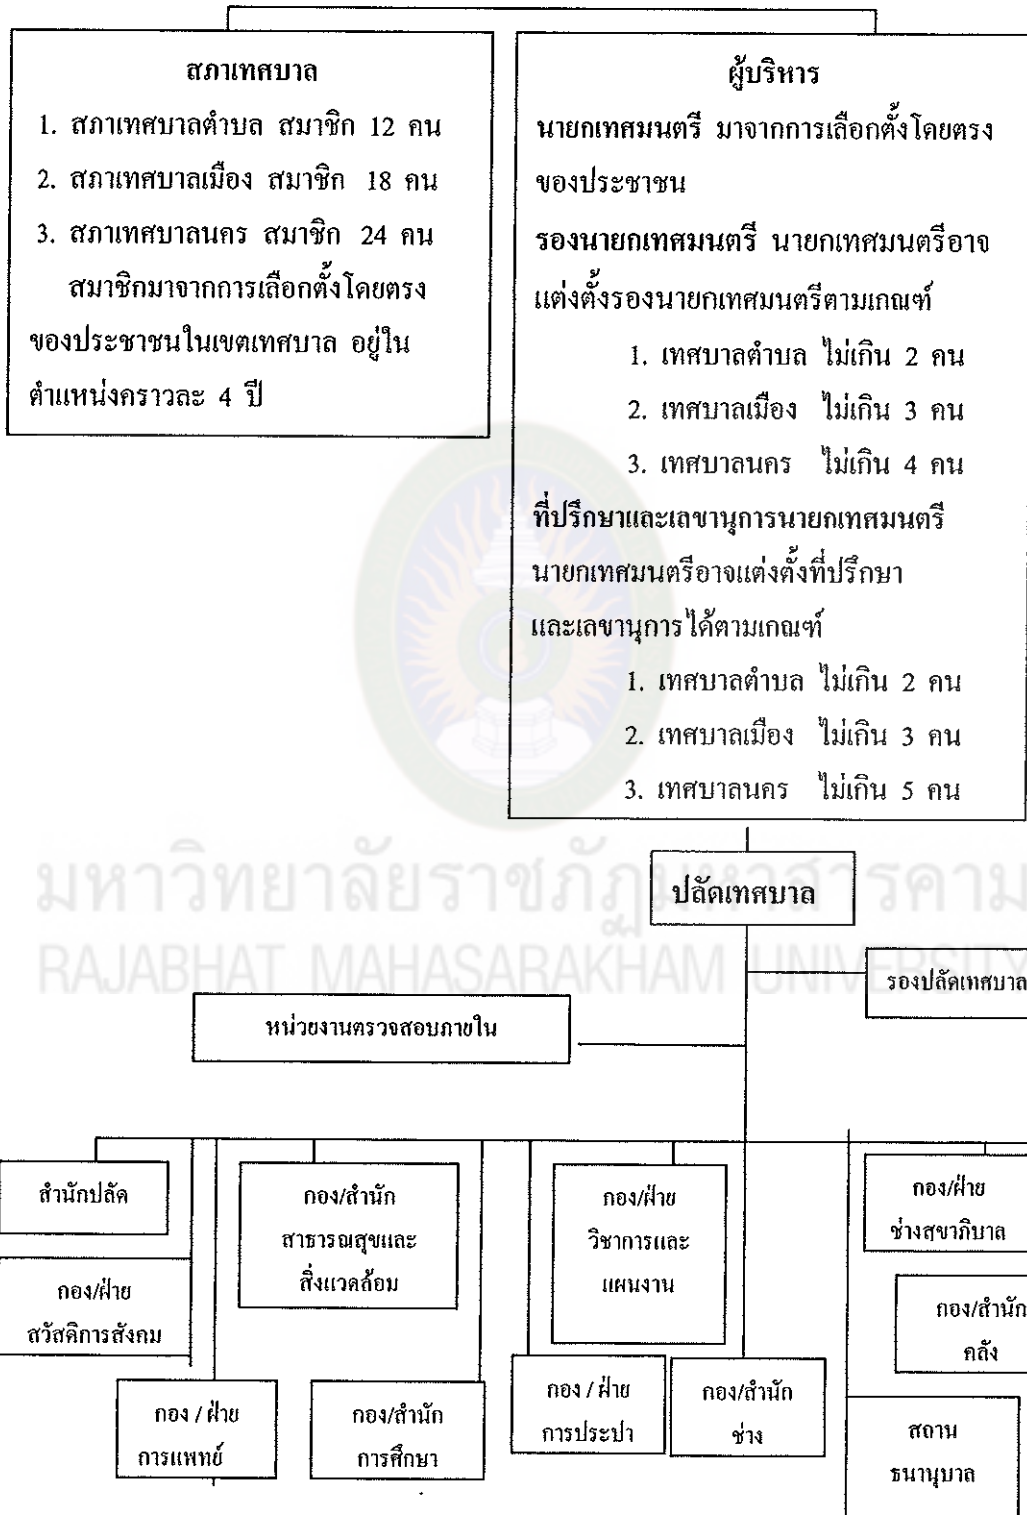 สภาเทศบาล
1. สภาเทศบาลตำบล สมาชิก 12 คน
2. สภาเทศบาลเมือง สมาชิก 18 คน
3. สภาเทศบาลนคร สมาชิก 24 คน
สมาชิกมาจากการเลือกตั้งโดยตรง
ของประชาชนในเขตเทศบาล อยู่ใน
ตำแหน่งคราวละ 4 ปี
ผู้บริหาร
นายกเทศมนตรี มาจากการเลือกตั้งโดยตรง
ของประชาชน
รองนายกเทศมนตรี นายกเทศมนตรีอาจ
แต่งตั้งรองนายกเทศมนตรีตามเกณฑ์
1. เทศบาลตำบล ไม่เกิน 2 คน
2. เทศบาลเมือง ไม่เกิน 3 คน
3. เทศบาลนคร ไม่เกิน 4 คน
ที่ปรึกษาและเลขานุการนายกเทศมนตรี
นายกเทศมนตรีอาจแต่งตั้งที่ปรึกษา
และเลขานุการได้ตามเกณฑ์
1. เทศบาลตำบล ไม่เกิน 2 คน
2. เทศบาลเมือง ไม่เกิน 3 คน
3. เทศบาลนคร ไม่เกิน 5 คน
มหาวิทยาลัยราชภัฏมหาสารคาม
RAJABHAT MAHASARAKHAM UNIVERSITY
ปลัดเทศบาล
รองปลัดเทศบาล
หน่วยงานตรวจสอบภายใน
สำนักปลัด
กอง/สำนัก
สาธารณสุขและ
สิ่งแวดล้อม
กอง/ฝ่าย
วิชาการและ
แผนงาน
กอง/ฝ่าย
ช่างสุขาภิบาล
กอง/ฝ่าย
สวัสดิการสังคม
กอง/สำนัก
คลัง
กอง / ฝ่าย
การแพทย์
กอง/สำนัก
การศึกษา
กอง / ฝ่าย
การประปา
กอง/สำนัก
ช่าง
สถาน
ธนานุบาล